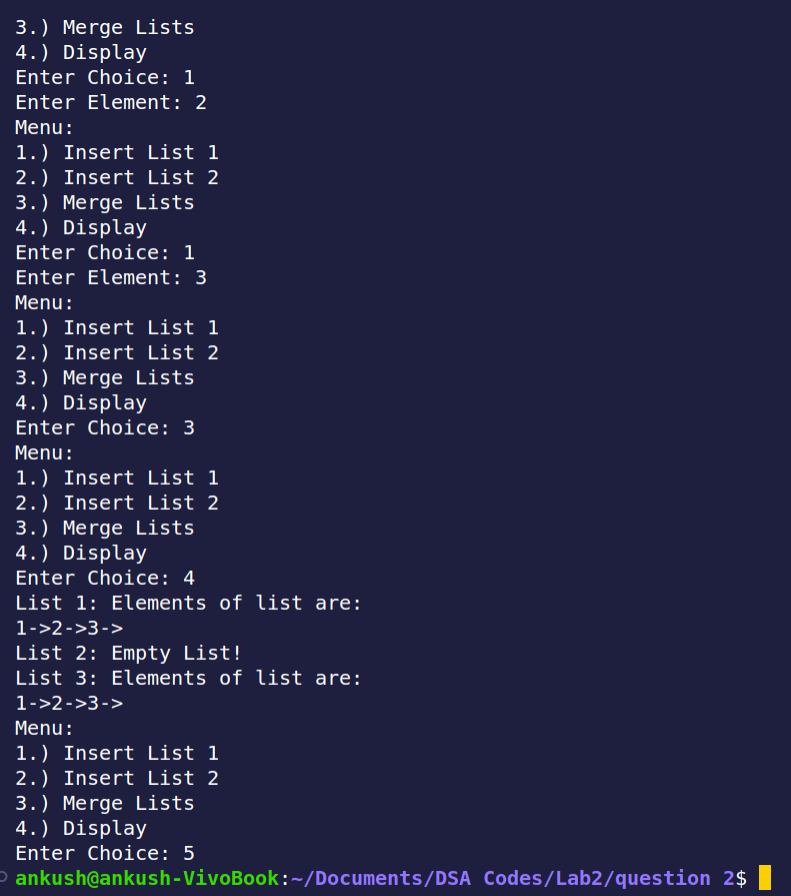 3.) Merge Lists
4.) Display
Enter Choice: 1
Enter Element: 2
Menu:
1.) Insert List 1
2.) Insert List 2
3.) Merge Lists
4.) Display
Enter Choice: 1
Enter Element: 3
Menu:
1.) Insert List 1
2.) Insert List 2
3.) Merge Lists
4.) Display
Enter Choice: 3
Menu:
1.) Insert List 1
2.) Insert List 2
3.) Merge Lists
4.) Display
Enter Choice: 4
List 1: Elements of list are:
1->2->3->
List 2: Empty List!
List 3: Elements of list are:
1->2->3->
Menu:
1.) Insert List 1
2.) Insert List 2
3.) Merge Lists
4.) Display
Enter Choice: 5
ankush@ankush-VivoBook:~/Documents/DSA Codes/Lab2/question 2$